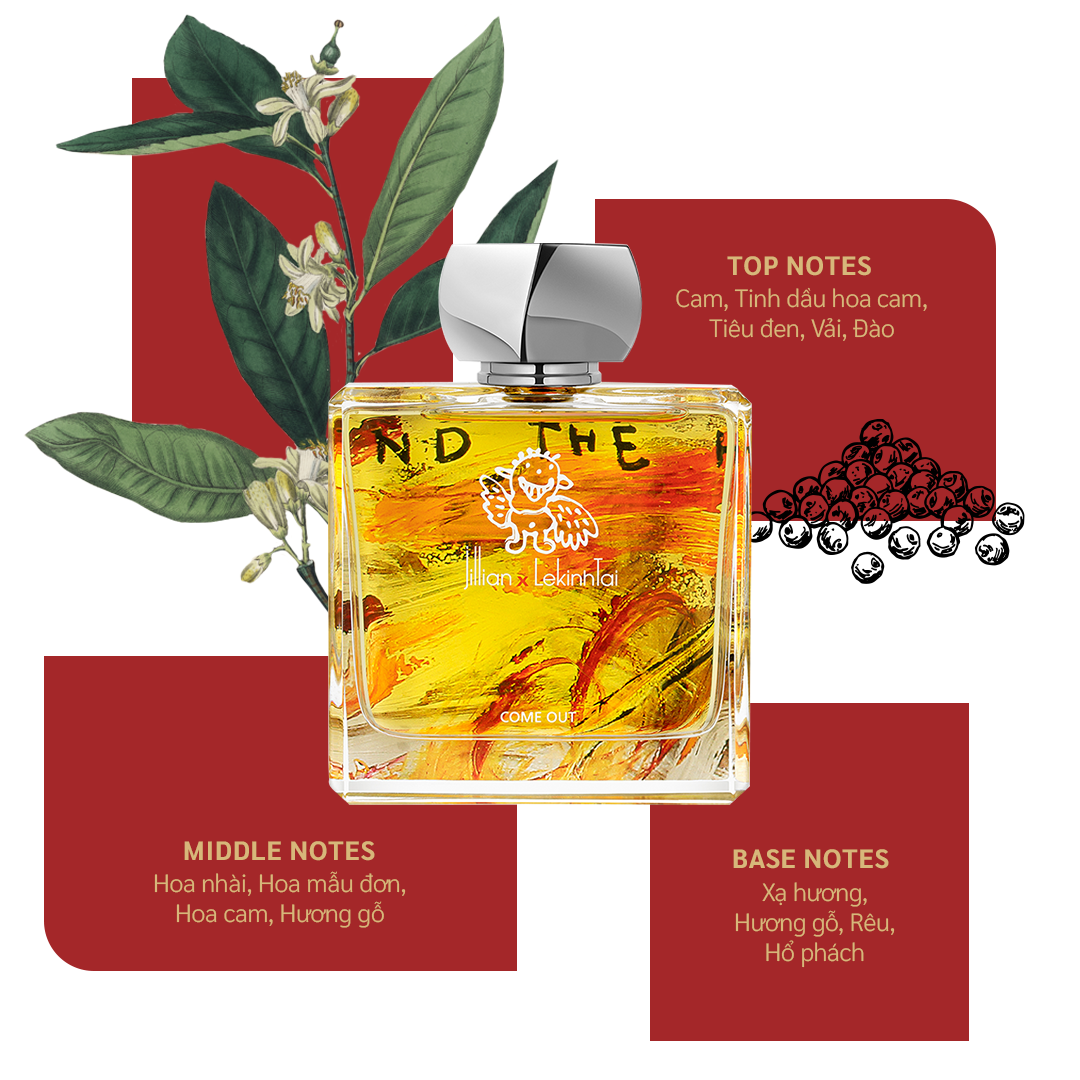 TOP NOTES
Cam, Tinh dầu hoa cam,
Tiêu đen, Vải, Đào
ND THE
Jillian x LekinhTai
COME OUT
MIDDLE NOTES
Hoa nhài, Hoa mẫu đơn,
Hoa cam, Hương gỗ
BASE NOTES
Xạ hương,
Hương gỗ, Rêu,
Hổ phách